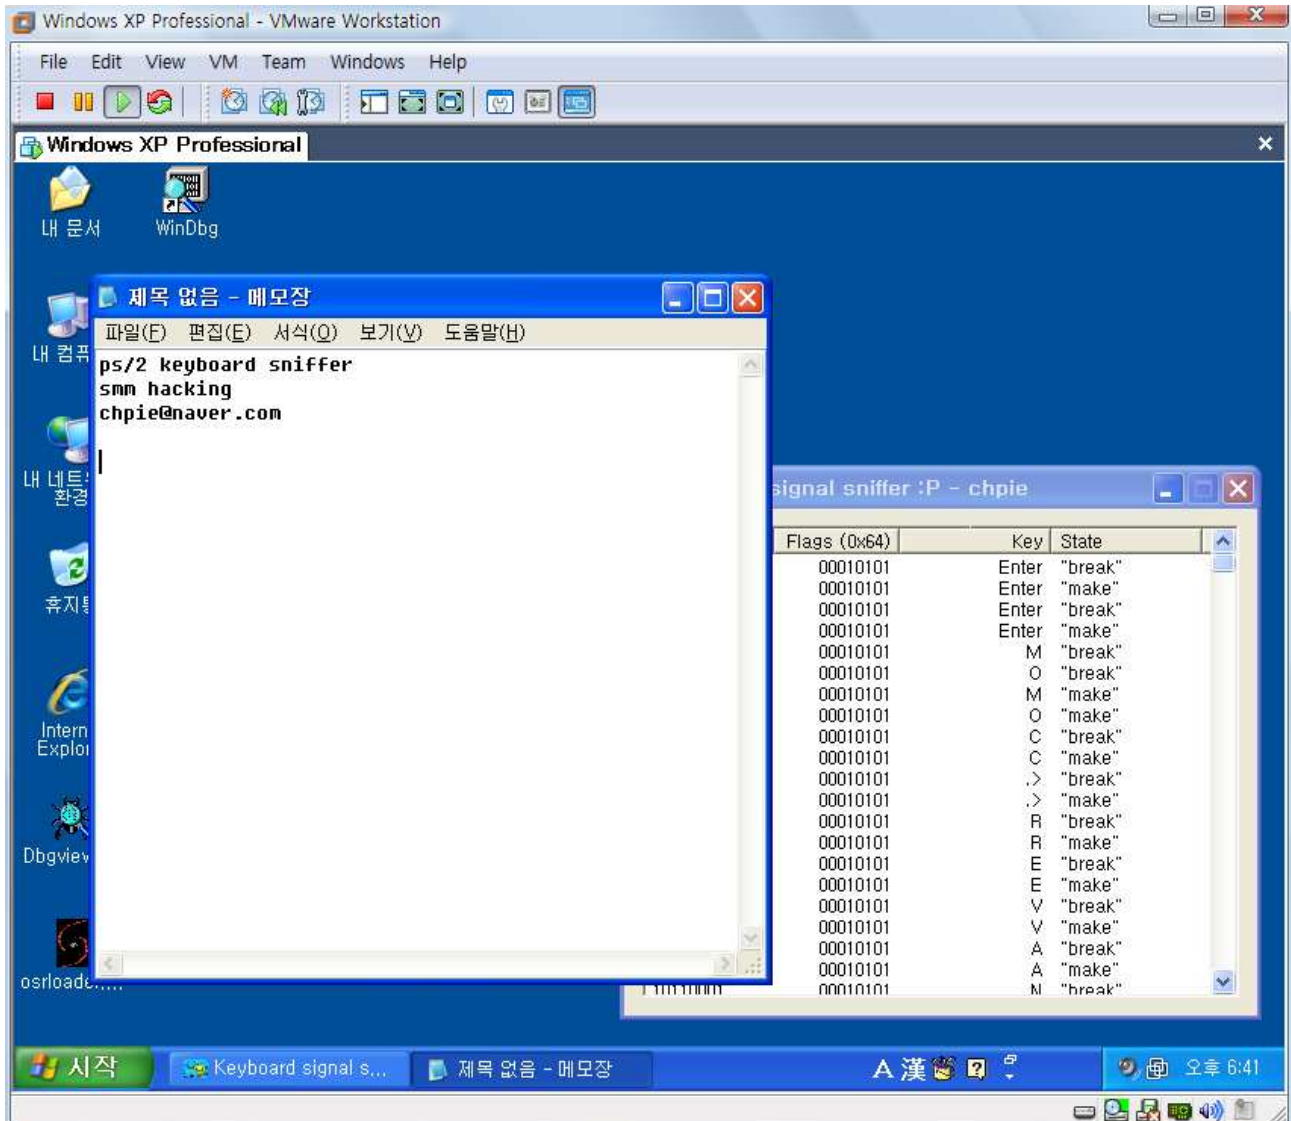 Windows XP Professional - VMware Workstation
File Edit View VM Team Windows Help
Windows XP Professional
내 문서
WinDbg
제목 없음 - 메모장
파일(F) 편집(E) 서식(O) 보기(V) 도움말(H)
내 컴퓨
ps/2 keyboard sniffer
smm hacking
chpie@naver.com
내 네트
환경
signal sniffer :P - chpie
Flags (0x64) Key State
00010101 Enter "break"
00010101 Enter "make"
00010101 Enter "break"
00010101 Enter "make"
00010101 M "break"
00010101 O "break"
00010101 M "make"
00010101 O "make"
00010101 C "break"
00010101 C "make"
00010101 .> "break"
00010101 .> "make"
00010101 R "break"
00010101 R "make"
00010101 E "break"
00010101 E "make"
00010101 V "break"
00010101 V "make"
00010101 A "break"
00010101 A "make"
00010101 N "break"
휴지
Intern
Explo
Dbgview
osrloade
시작
Keyboard signal s...
제목 없음 - 메모장
A 漢
오후 6:41